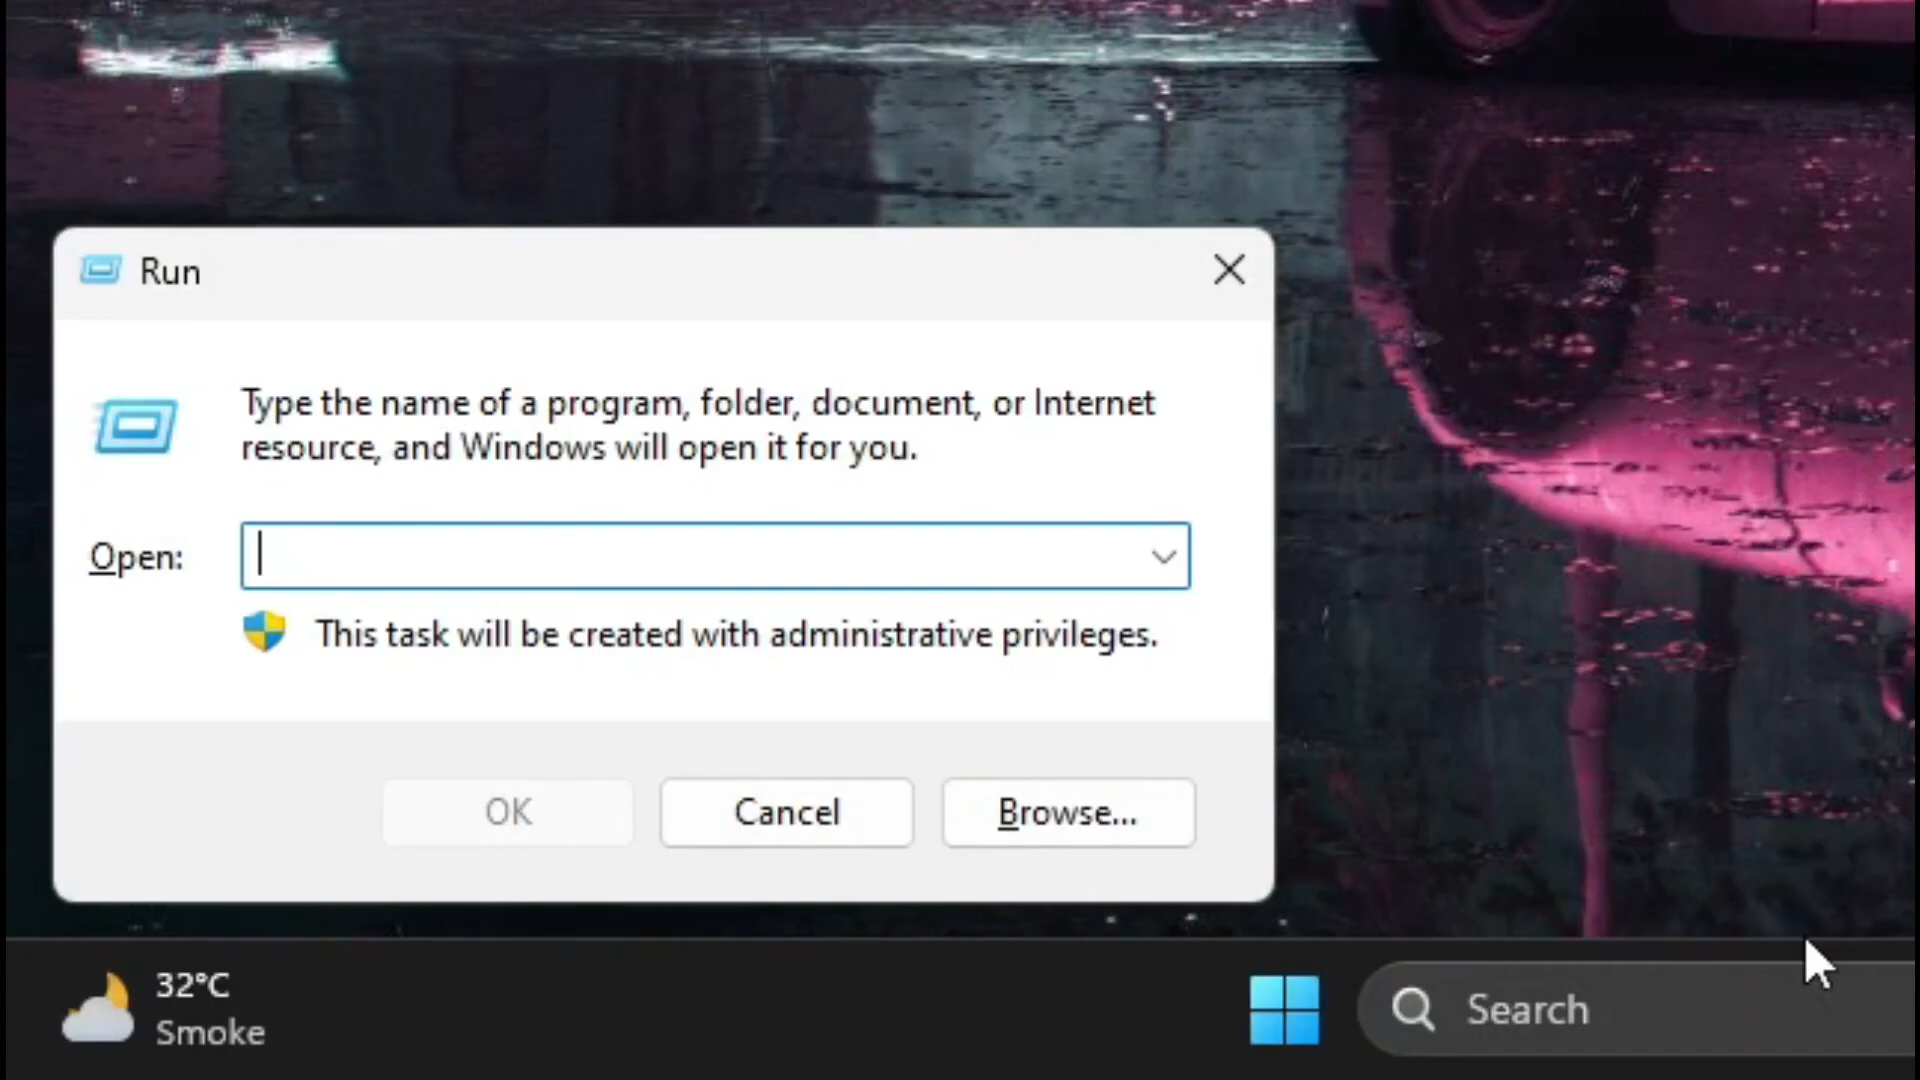 Run
Type the name of a program, folder, document, or Internet
resource, and Windows will open it for you.
Open:
This task will be created with administrative privileges.
OK
Cancel
Browse...
32°C
Smoke
Search